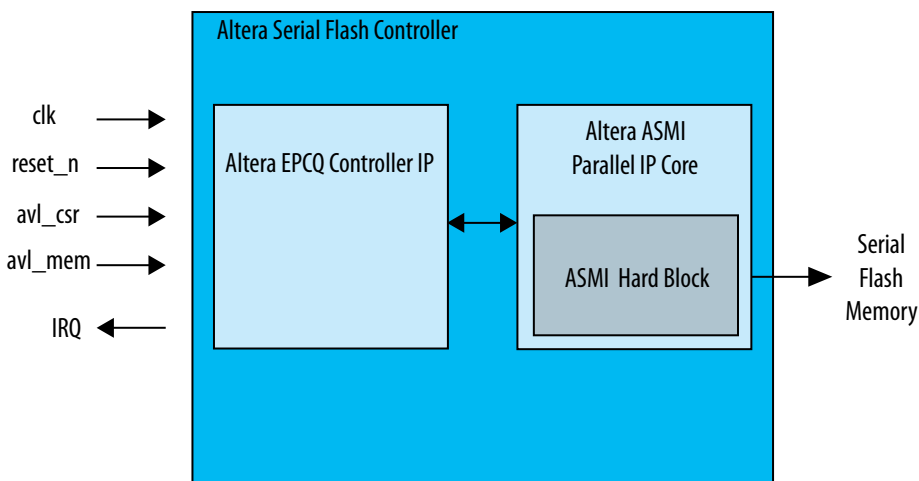 Altera Serial Flash Controller
clk
reset_n
avl_csr
avl_mem
IRQ
Altera EPCQ Controller IP
Altera ASMI
Parallel IP Core
ASMI Hard Block
Serial
Flash
Memory